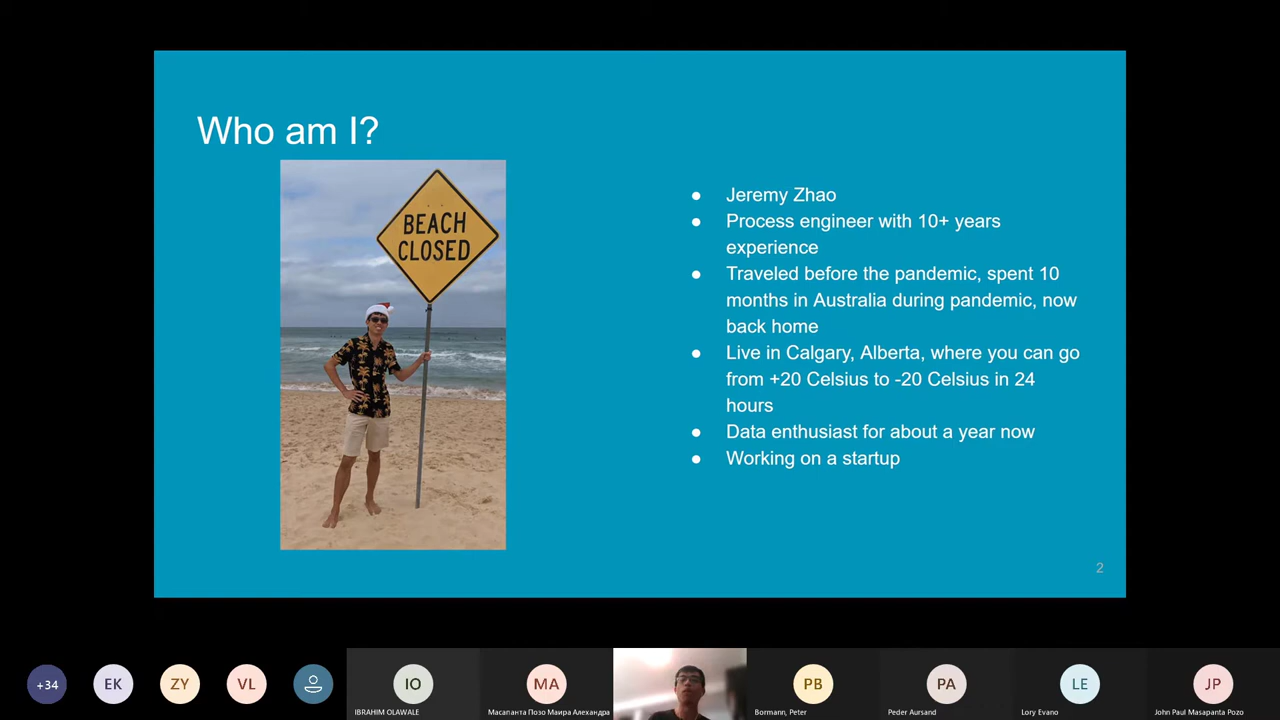 Who am I?
BEACH
CLOSED
● Jeremy Zhao
● Process engineer with 10+ years
experience
● Traveled before the pandemic, spent 10
months in Australia during pandemic, now
back home
● Live in Calgary, Alberta, where you can go
from +20 Celsius to -20 Celsius in 24
hours
● Data enthusiast for about a year now
● Working on a startup
2
+34
EK
ZY
VL
IO
MA
PB
PA
LE
JP
IBRAHIM OLAWALE
Масапанта Позо Маира Алехандра
Bormann, Peter
Peder Aursand
Lory Evano
John Paul Masapanta Pozo